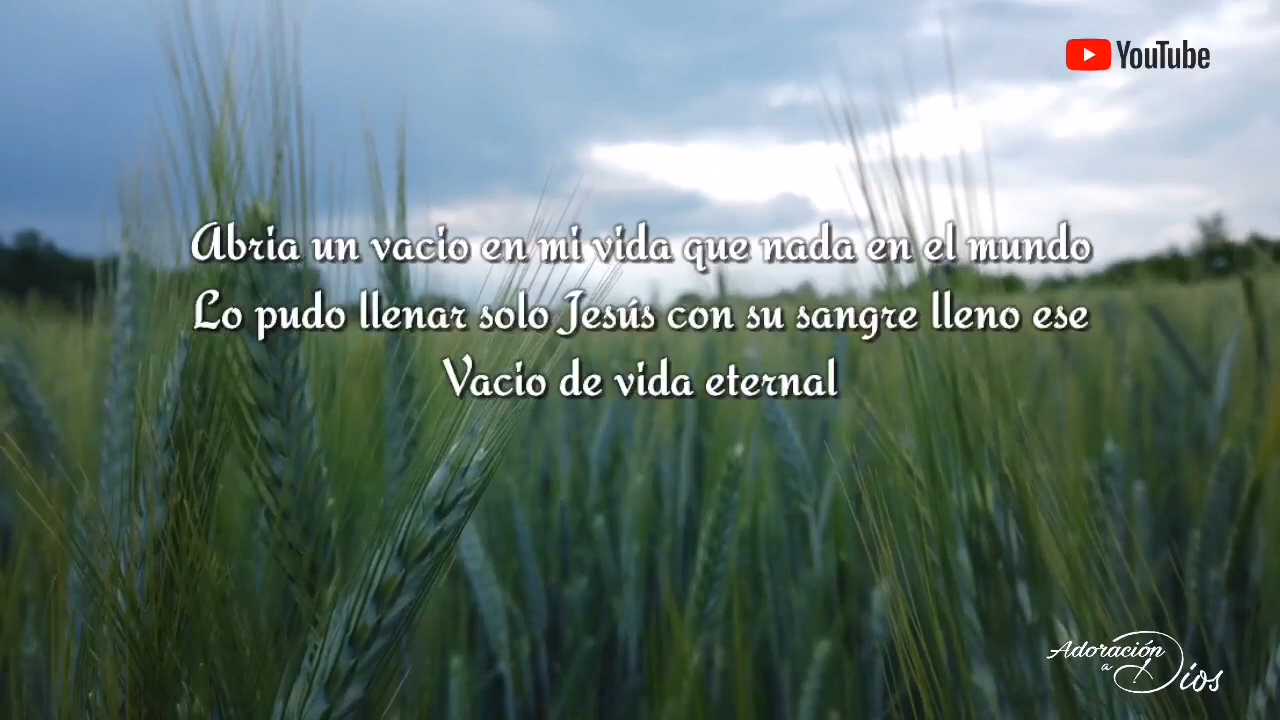 YouTube
Abria un vacio en mi vida que nada en el mundo
Lo pudo llenar solo Jesús con su sangre lleno ese
Vacio de vida eternal
Adoración
a Dios